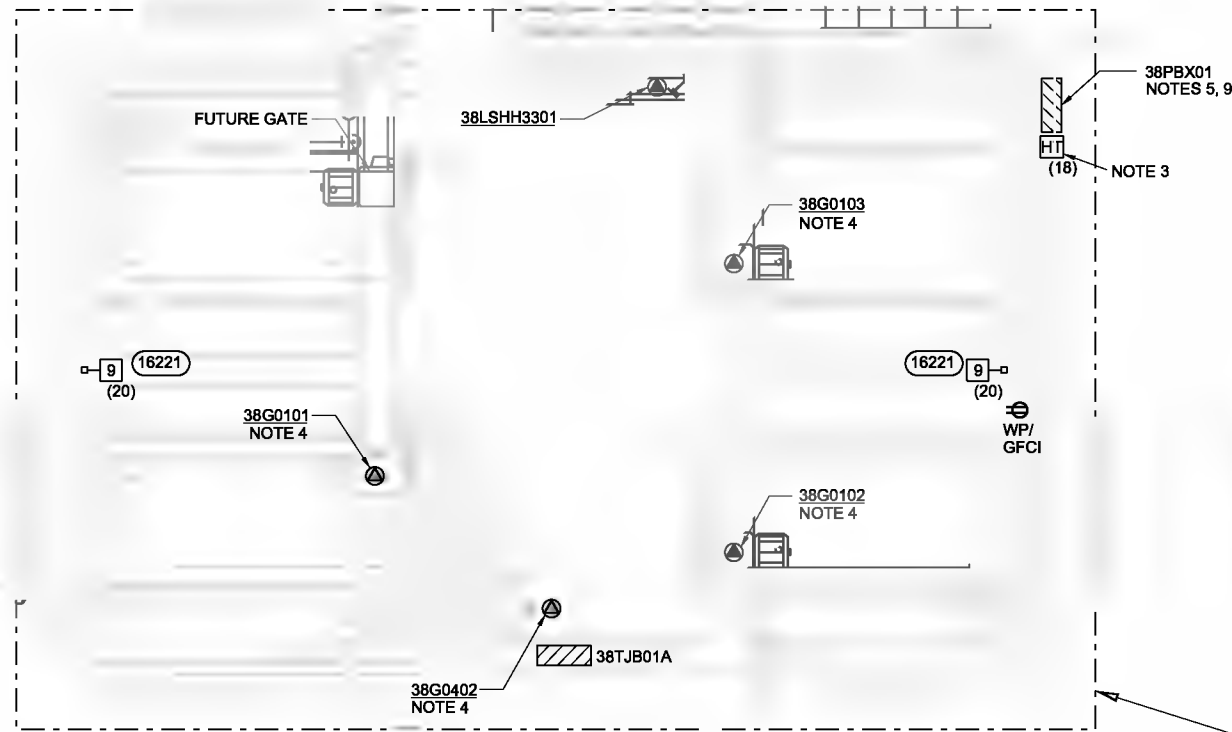 38PBX01
NOTES 5, 9
FUTURE GATE
38LSHH3301
HT
(18)
NOTE 3
38G0103
NOTE 4
9
16221
(20)
16221
9
(20)
38G0101
NOTE 4
WP/
GFCI
38G0102
NOTE 4
38TJB01A
38G0402
NOTE 4